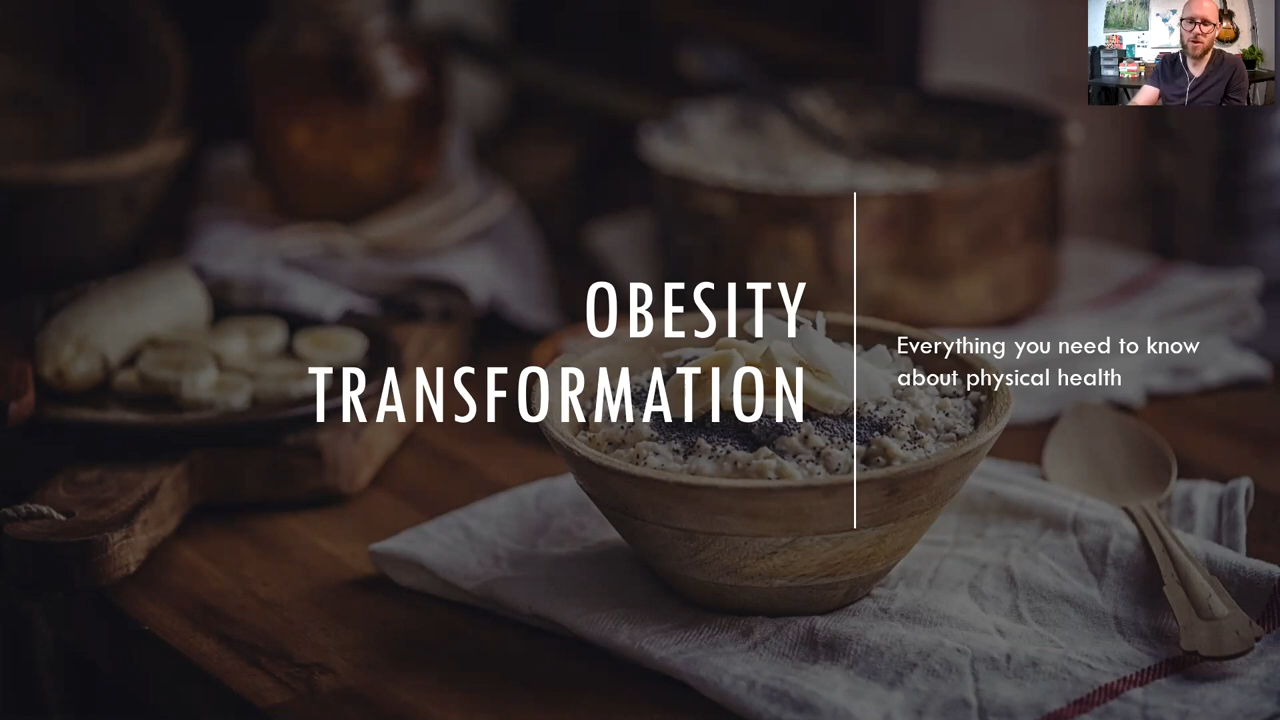 OBESITY
TRANSFORMATION
Everything you need to know
about physical health